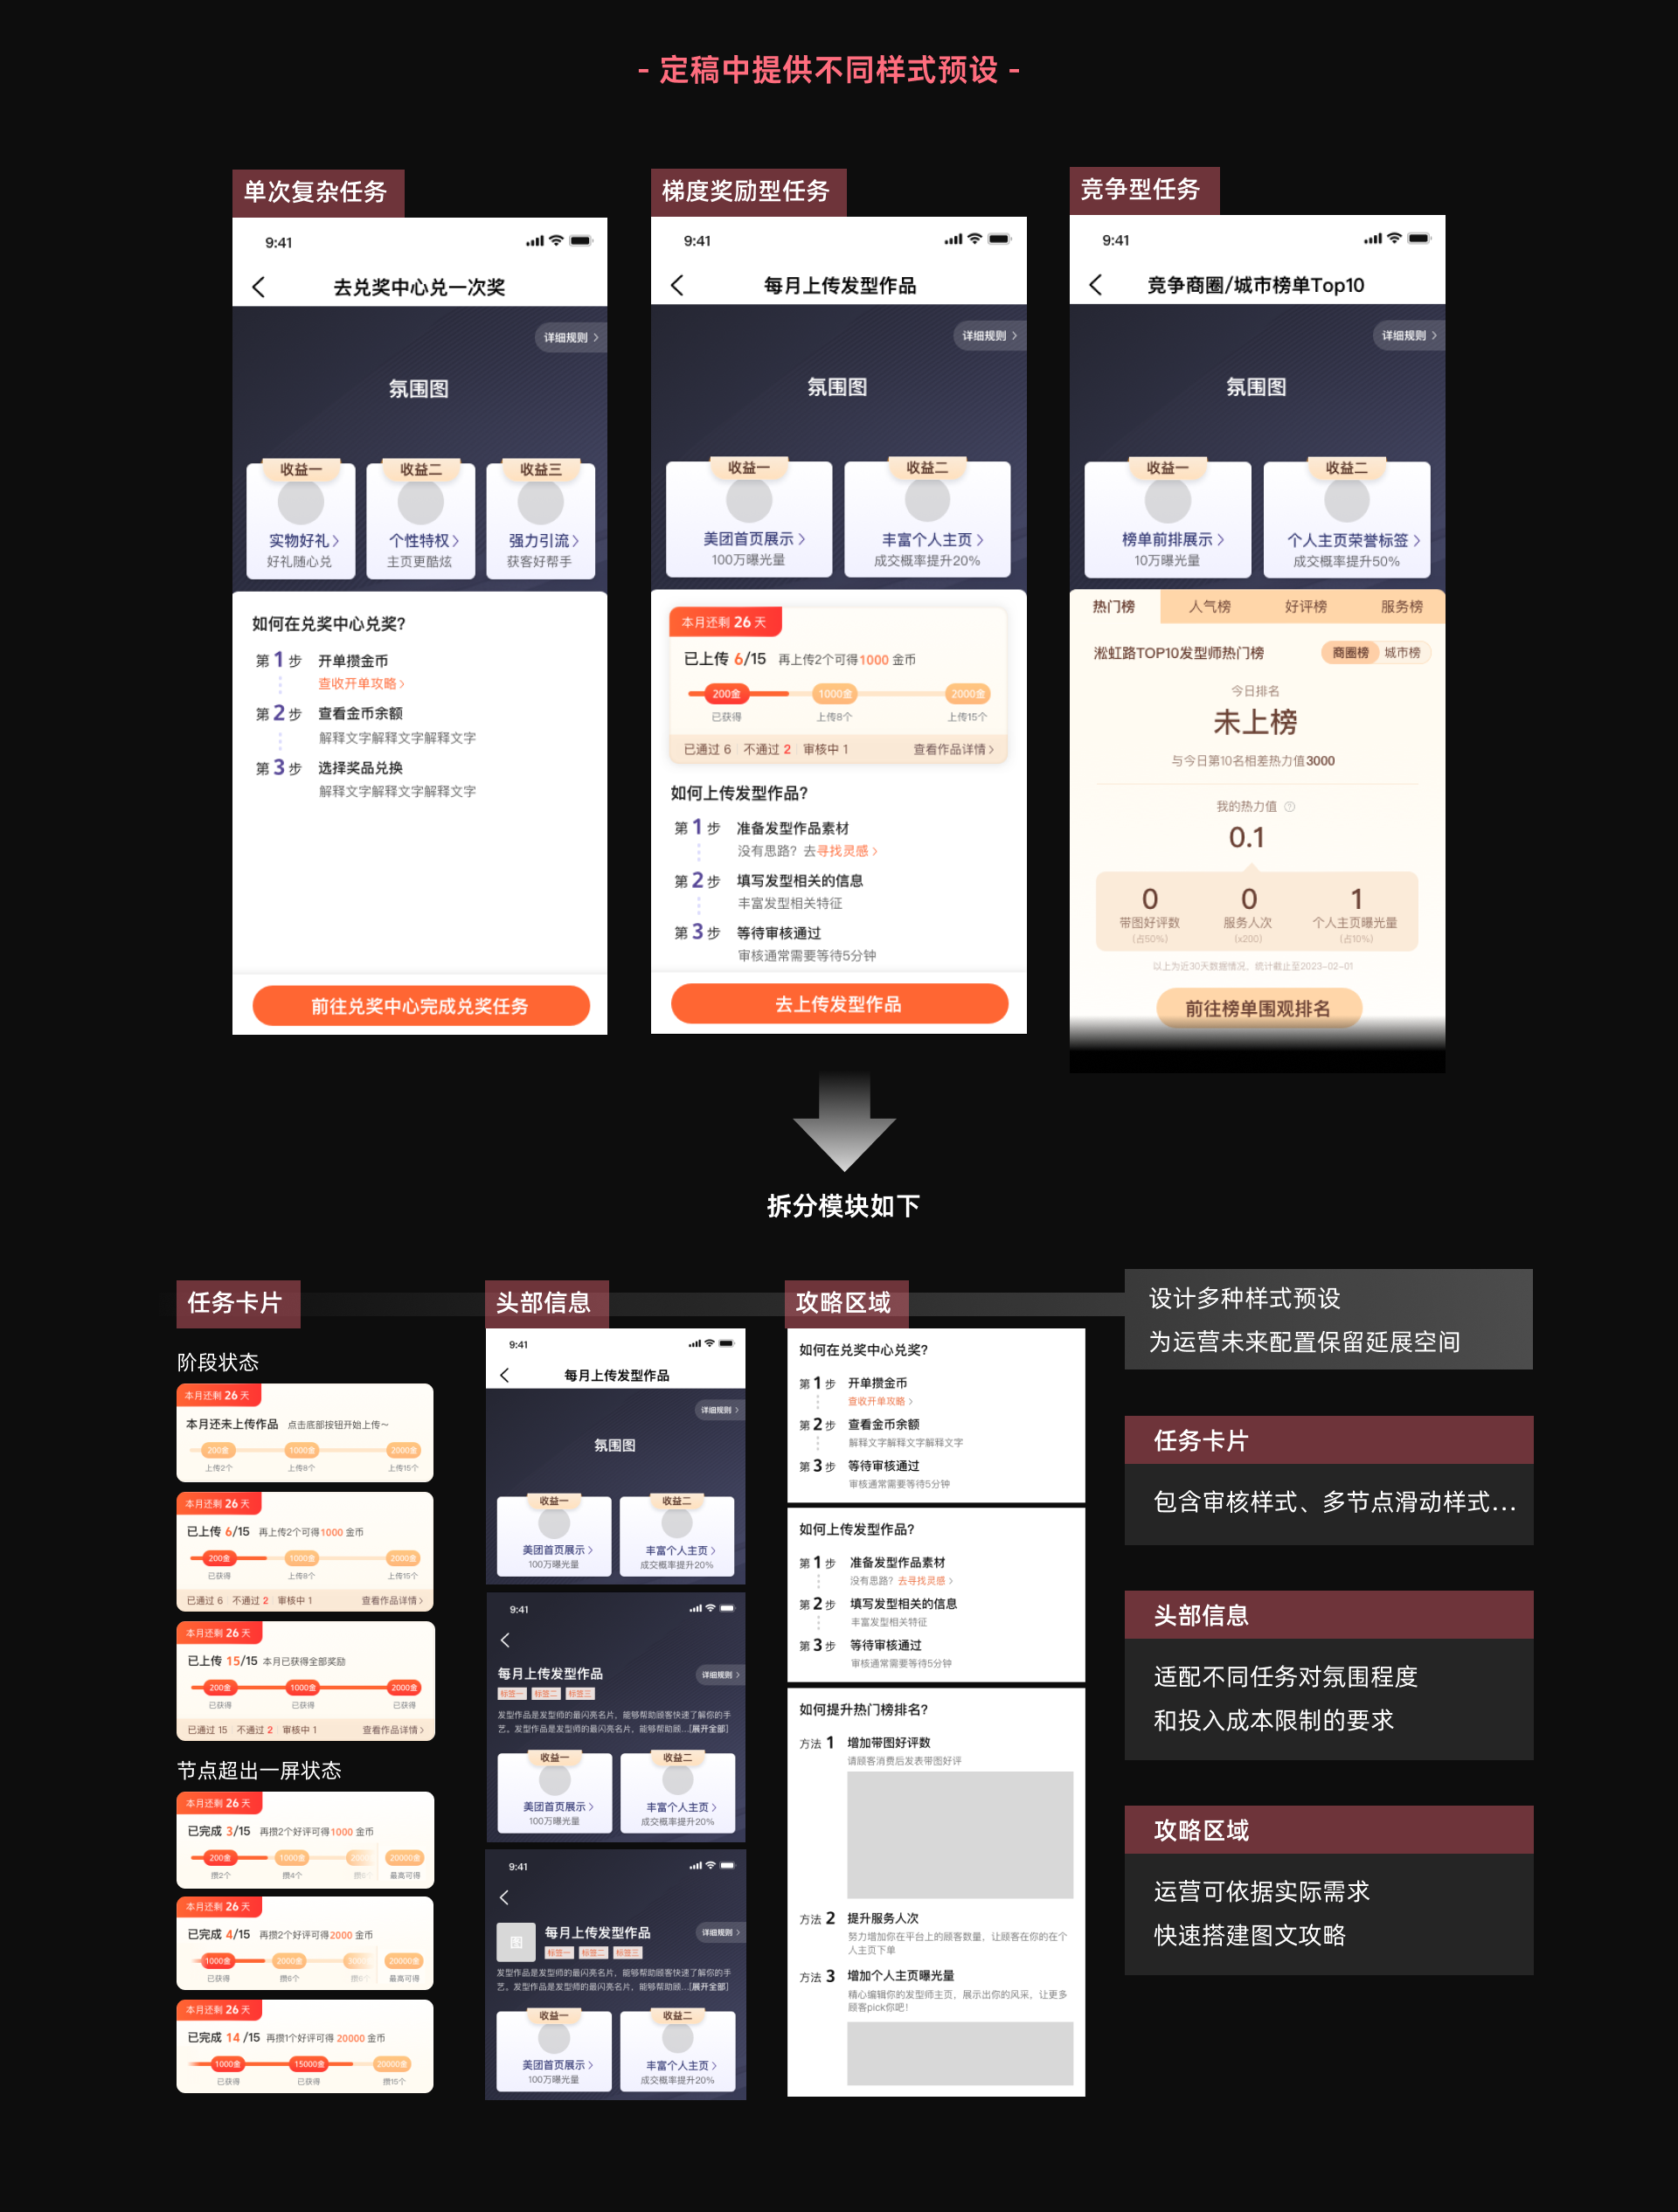 - 定稿中提供不同样式预设 -
单次复杂任务
9:41
去兑奖中心兑一次奖
详细规则
氛围图
收益一
收益二
收益三
实物好礼
个性特权
强力引流
好礼随心兑
主页更酷炫
获客好帮手
如何在兑奖中心兑奖?
第 1 步 开单攒金币
查收开单攻略
第 2 步 查看金币余额
解释文字解释文字解释文字
第 3 步 选择奖品兑换
解释文字解释文字解释文字
前往兑奖中心完成兑奖任务
梯度奖励型任务
9:41
每月上传发型作品
详细规则
氛围图
收益一
收益二
美团首页展示
丰富个人主页
100万曝光量
成交概率提升20%
本月还剩 26 天
已上传 6/15 再上传2个可得1000 金币
200金 1000金 2000金
已获得 上传8个 上传15个
已通过 6 不通过 2 审核中 1 查看作品详情
如何上传发型作品?
第 1 步 准备发型作品素材
没有思路? 去寻找灵感
第 2 步 填写发型相关的信息
丰富发型相关特征
第 3 步 等待审核通过
审核通常需要等待5分钟
去上传发型作品
竞争型任务
9:41
竞争商圈/城市榜单Top10
详细规则
氛围图
收益一
收益二
榜单前排展示
个人主页荣誉标签
10万曝光量
成交概率提升50%
热门榜 人气榜 好评榜 服务榜
淞虹路TOP10发型师热门榜 商圈榜 城市榜
今日排名
未上榜
与今日第10名相差热力值3000
我的热力值
0.1
0 0 1
带图好评数 服务人次 个人主页曝光量
(占50%) (x200) (占10%)
以上为近30天数据情况，统计截止至2023-02-01
前往榜单围观排名
拆分模块如下
任务卡片
阶段状态
本月还剩 26 天
本月还未上传作品 点击底部按钮开始上传~
200金 1000金 2000金
上传2个 上传8个 上传15个
本月还剩 26 天
已上传 6/15 再上传2个可得1000 金币
200金 1000金 2000金
已获得 上传8个 上传15个
已通过 6 不通过 2 审核中 1 查看作品详情
本月还剩 26 天
已上传 15/15 本月已获得全部奖励
200金 1000金 2000金
已获得 已获得 已获得
已通过 15 不通过 2 审核中 1 查看作品详情
节点超出一屏状态
本月还剩 26 天
已完成 3/15 再攒2个好评可得1000 金币
200金 1000金 20000金
攒2个 攒4个 最高可得
本月还剩 26 天
已完成 4/15 再攒2个好评可得2000 金币
1000金 2000金 20000金
已获得 攒6个 最高可得
本月还剩 26 天
已完成 14 /15 再攒1个好评可得 20000 金币
1000金 15000金 20000金
已获得 已获得 攒15个
头部信息
9:41
每月上传发型作品
详细规则
氛围图
收益一
收益二
美团首页展示
丰富个人主页
100万曝光量
成交概率提升20%
9:41
每月上传发型作品
详细规则
标签一 标签二 标签三
发型作品是发型师的最闪亮名片，能够帮助顾客快速了解你的手
艺。发型作品是发型师的最闪亮名片，能够帮助顾...[展开全部]
收益一
收益二
美团首页展示
丰富个人主页
100万曝光量
成交概率提升20%
9:41
图
每月上传发型作品
详细规则
标签一 标签二 标签三
发型作品是发型师的最闪亮名片，能够帮助顾客快速了解你的手
艺。发型作品是发型师的最闪亮名片，能够帮助顾...[展开全部]
收益一
收益二
美团首页展示
丰富个人主页
100万曝光量
成交概率提升20%
攻略区域
如何在兑奖中心兑奖?
第 1 步 开单攒金币
查收开单攻略
第 2 步 查看金币余额
解释文字解释文字解释文字
第 3 步 等待审核通过
审核通常需要等待5分钟
如何上传发型作品?
第 1 步 准备发型作品素材
没有思路? 去寻找灵感
第 2 步 填写发型相关的信息
丰富发型相关特征
第 3 步 等待审核通过
审核通常需要等待5分钟
如何提升热门榜排名?
方法 1 增加带图好评数
请顾客消费后发表带图好评
方法 2 提升服务人次
努力增加你在平台上的顾客数量，让顾客在你的在个
人主页下单
方法 3 增加个人主页曝光量
精心编辑你的发型师主页，展示出你的风采，让更多
顾客pick你吧!
设计多种样式预设
为运营未来配置保留延展空间
任务卡片
包含审核样式、多节点滑动样式...
头部信息
适配不同任务对氛围程度
和投入成本限制的要求
攻略区域
运营可依据实际需求
快速搭建图文攻略